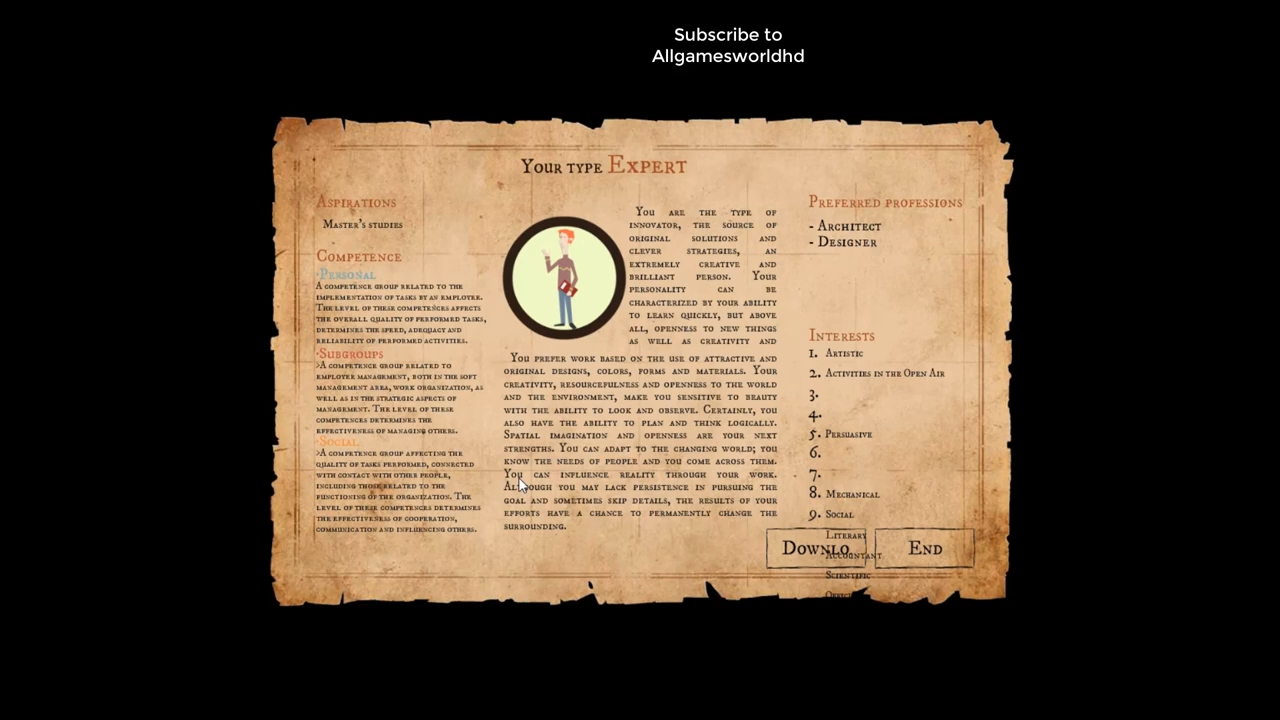 Subscribe to
Allgamesworldhd
Your type Expert
Aspirations
Master's studies
Competence
·Personal
A competence group related to the
implementation of tasks by an employee.
The level of these competences affects
the overall quality of performed tasks,
determines the speed, adequacy and
reliability of performed activities.
·Subgroups
>A competence group related to
employee management, both in the soft
management area, work organization, as
well as in the strategic aspects of
management. The level of these
competences determines the
effectiveness of managing others.
·Social
>A competence group affecting the
quality of tasks performed, connected
with contact with other people,
including those related to the
functioning of the organization. The
level of these competences determines
the effectiveness of cooperation,
communication and influencing others.
You are the type of
innovator, the source of
original solutions and
clever strategies, an
extremely creative and
brilliant person. Your
personality can be
characterized by your ability
to learn quickly, but above
all, openness to new things
as well as creativity and
You prefer work based on the use of attractive and
original designs, colors, forms and materials. Your
creativity, resourcefulness and openness to the world
and the environment, make you sensitive to beauty
with the ability to look and observe. Certainly, you
also have the ability to plan and think logically.
Spatial imagination and openness are your next
strengths. You can adapt to the changing world; you
know the needs of people and you come across them.
You can influence reality through your work.
Although you may lack persistence in pursuing the
goal and sometimes skip details, the results of your
efforts have a chance to permanently change the
surrounding.
Preferred professions
- Architect
- Designer
Interests
1. Artistic
2. Activities in the Open Air
3.
4.
5. Persuasive
6.
7.
8. Mechanical
9. Social
Literary
Accountant
Scientific
Downlo
End